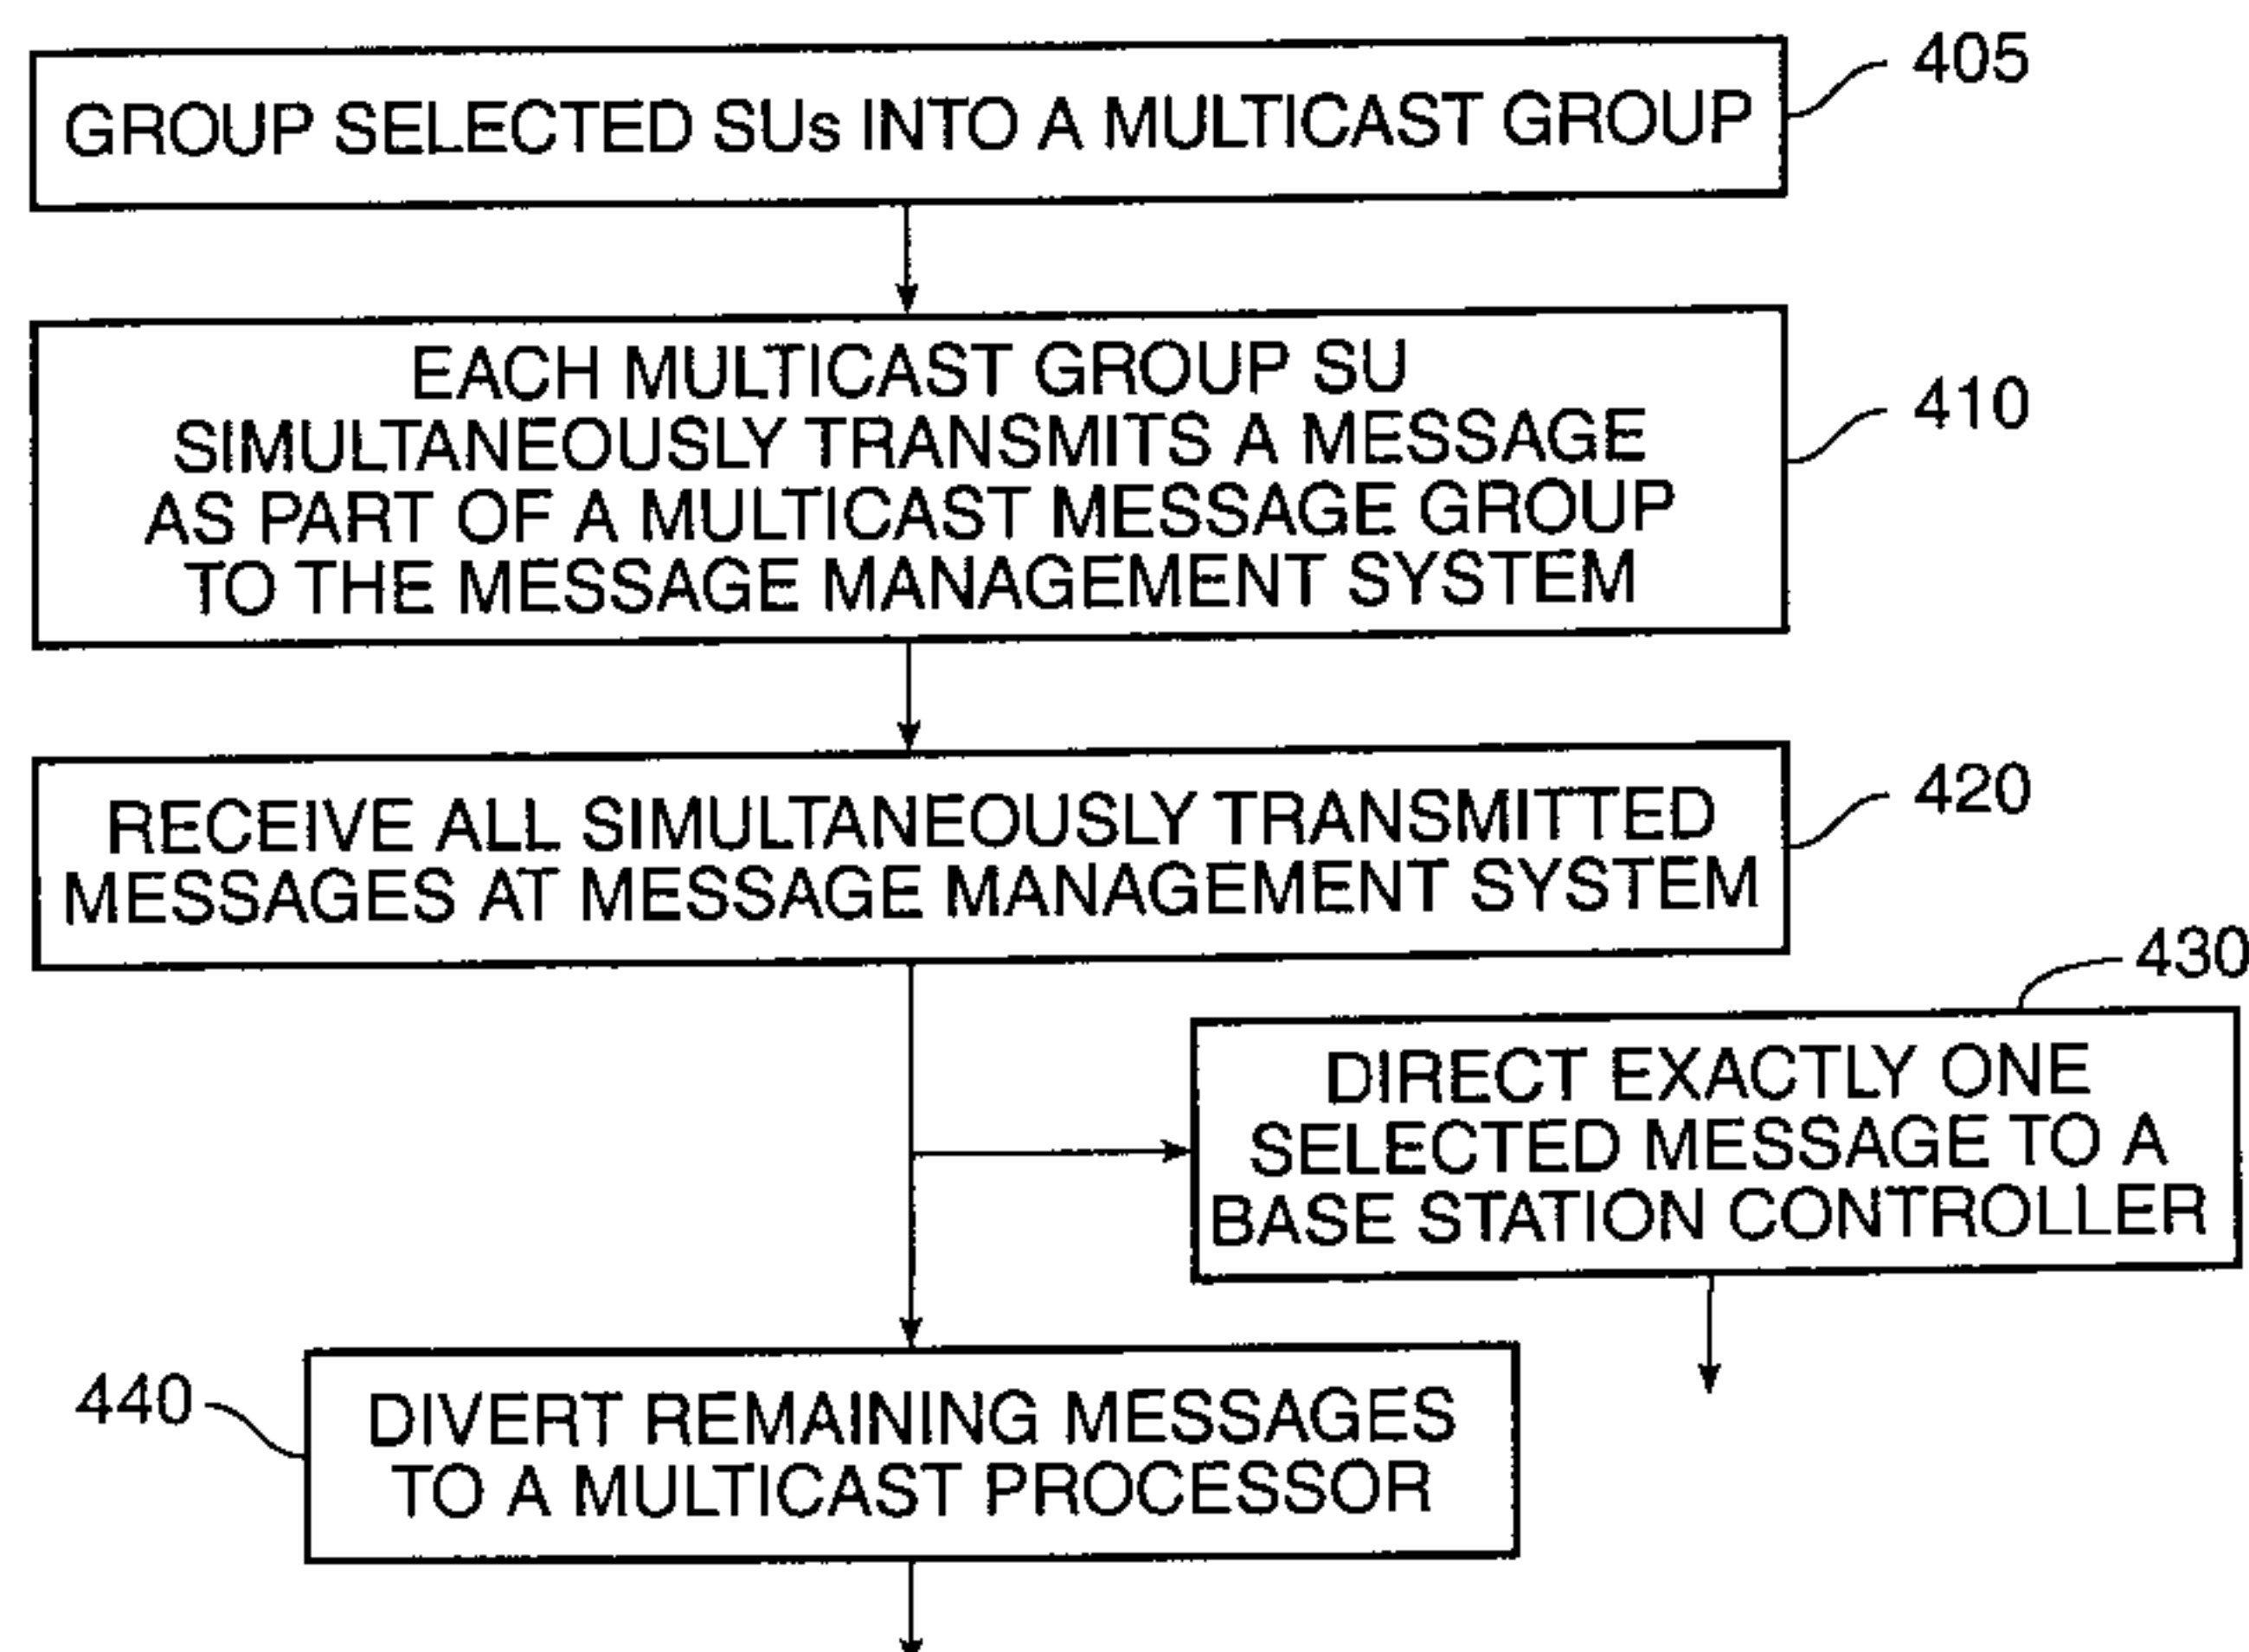 GROUP SELECTED SUs INTO A MULTICAST GROUP
405
EACH MULTICAST GROUP SU
SIMULTANEOUSLY TRANSMITS A MESSAGE
AS PART OF A MULTICAST MESSAGE GROUP
TO THE MESSAGE MANAGEMENT SYSTEM
410
RECEIVE ALL SIMULTANEOUSLY TRANSMITTED
MESSAGES AT MESSAGE MANAGEMENT SYSTEM
420
430
DIRECT EXACTLY ONE
SELECTED MESSAGE TO A
BASE STATION CONTROLLER
440
DIVERT REMAINING MESSAGES
TO A MULTICAST PROCESSOR